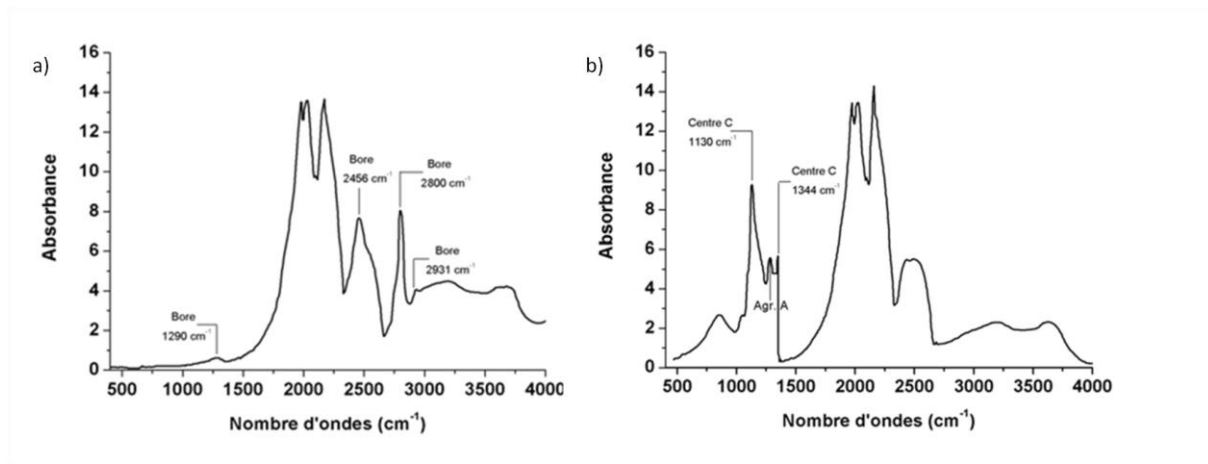 a)
16
14
12
10
8
6
4
2
0
Absorbance
Bore
1290 cm⁻¹
Bore
2456 cm⁻¹
Bore
2800 cm⁻¹
Bore
2931 cm⁻¹
500 1000 1500 2000 2500 3000 3500 4000
Nombre d'ondes (cm⁻¹)
b)
16
14
12
10
8
6
4
2
0
Absorbance
Centre C
1130 cm⁻¹
Centre C
1344 cm⁻¹
Agr. A
500 1000 1500 2000 2500 3000 3500 4000
Nombre d'ondes (cm⁻¹)